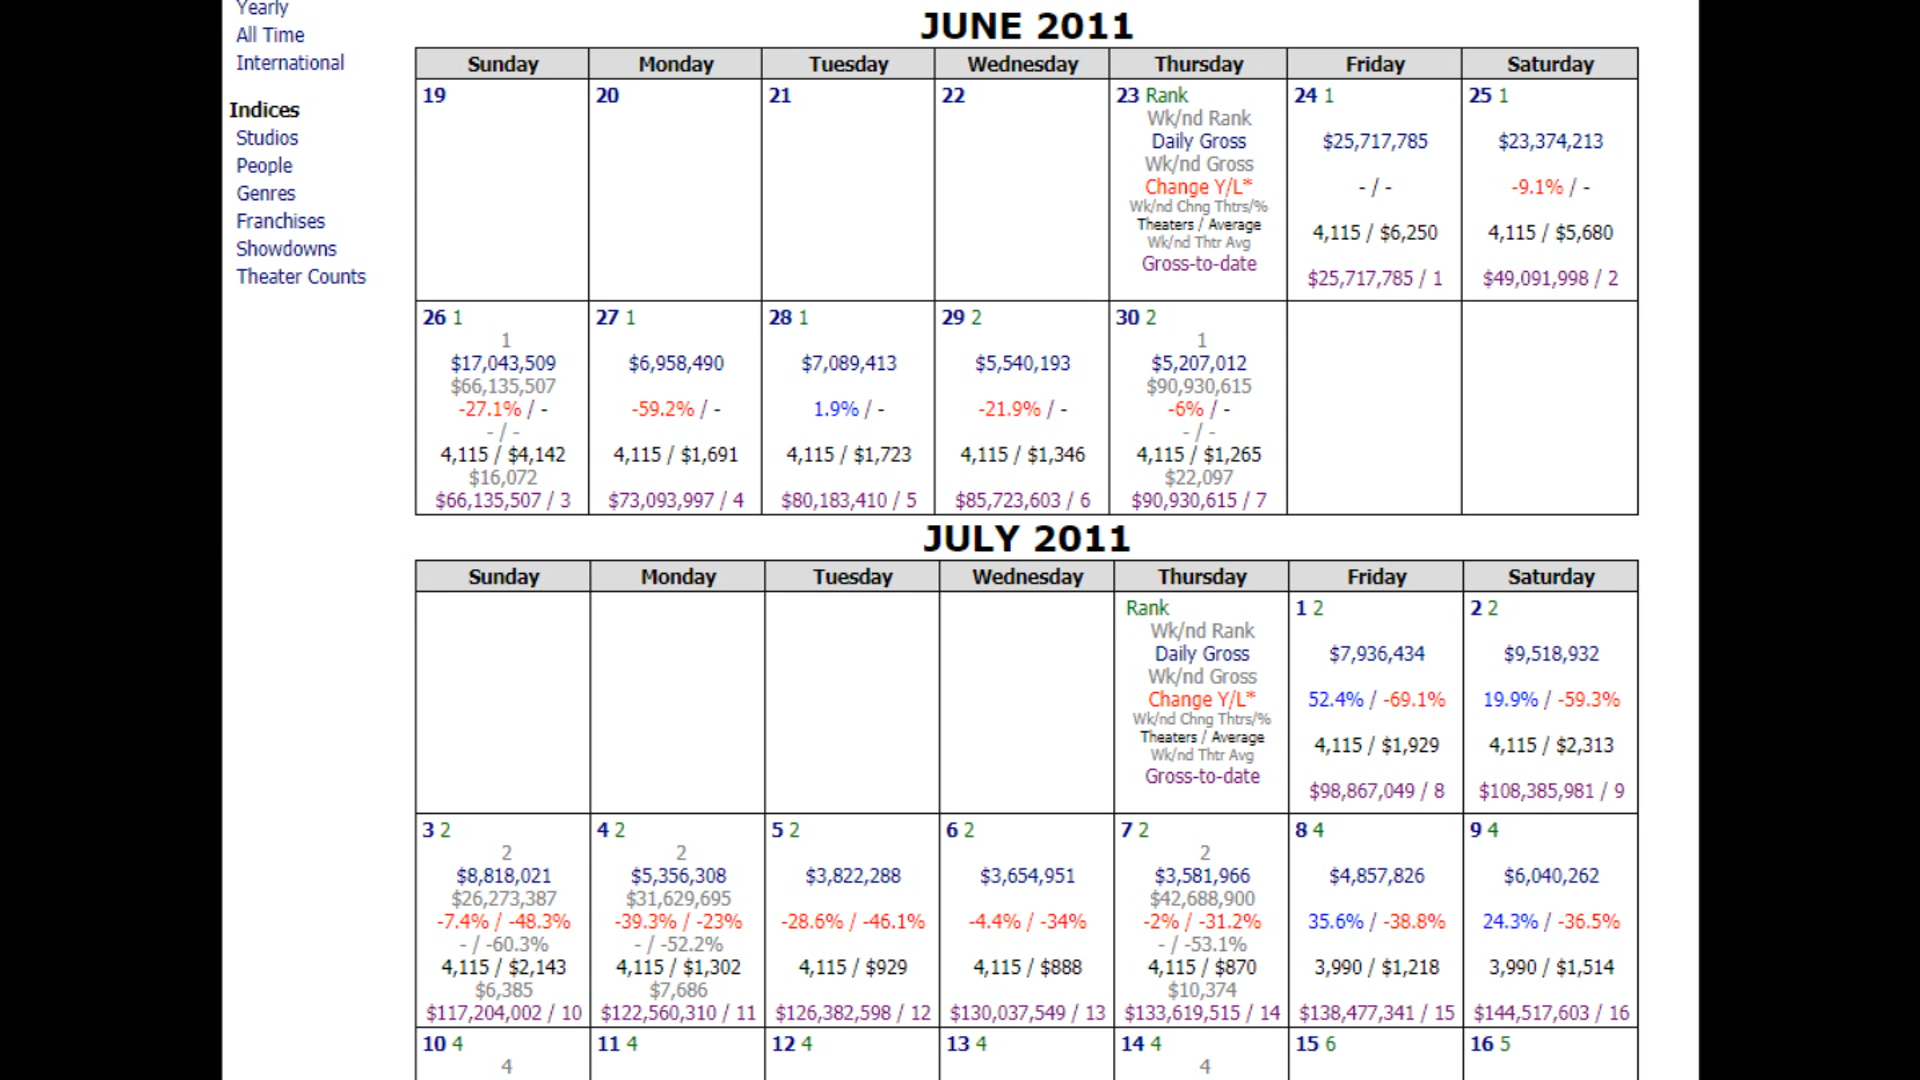 Yearly
All Time
International
Indices
Studios
People
Genres
Franchises
Showdowns
Theater Counts
JUNE 2011
Sunday Monday Tuesday Wednesday Thursday Friday Saturday
19 20 21 22 23 Rank 24 1 25 1
Wk/nd Rank
Daily Gross $25,717,785 $23,374,213
Wk/nd Gross
Change Y/L* - / - -9.1% / -
Wk/nd Chng Thtrs/%
Theaters / Average 4,115 / $6,250 4,115 / $5,680
Wk/nd Thtr Avg
Gross-to-date $25,717,785 / 1 $49,091,998 / 2
26 1 27 1 28 1 29 2 30 2
1 1
$17,043,509 $6,958,490 $7,089,413 $5,540,193 $5,207,012
$66,135,507 $90,930,615
-27.1% / - -59.2% / - 1.9% / - -21.9% / - -6% / -
- / - - / -
4,115 / $4,142 4,115 / $1,691 4,115 / $1,723 4,115 / $1,346 4,115 / $1,265
$16,072 $22,097
$66,135,507 / 3 $73,093,997 / 4 $80,183,410 / 5 $85,723,603 / 6 $90,930,615 / 7
JULY 2011
Sunday Monday Tuesday Wednesday Thursday Friday Saturday
Rank 1 2 2 2
Wk/nd Rank
Daily Gross $7,936,434 $9,518,932
Wk/nd Gross
Change Y/L* 52.4% / -69.1% 19.9% / -59.3%
Wk/nd Chng Thtrs/%
Theaters / Average 4,115 / $1,929 4,115 / $2,313
Wk/nd Thtr Avg
Gross-to-date $98,867,049 / 8 $108,385,981 / 9
3 2 4 2 5 2 6 2 7 2 8 4 9 4
2 2 2
$8,818,021 $5,356,308 $3,822,288 $3,654,951 $3,581,966 $4,857,826 $6,040,262
$26,273,387 $31,629,695 $42,688,900
-7.4% / -48.3% -39.3% / -23% -28.6% / -46.1% -4.4% / -34% -2% / -31.2% 35.6% / -38.8% 24.3% / -36.5%
- / -60.3% - / -52.2% - / -53.1%
4,115 / $2,143 4,115 / $1,302 4,115 / $929 4,115 / $888 4,115 / $870 3,990 / $1,218 3,990 / $1,514
$6,385 $7,686 $10,374
$117,204,002 / 10 $122,560,310 / 11 $126,382,598 / 12 $130,037,549 / 13 $133,619,515 / 14 $138,477,341 / 15 $144,517,603 / 16
10 4 11 4 12 4 13 4 14 4 15 6 16 5
4 4